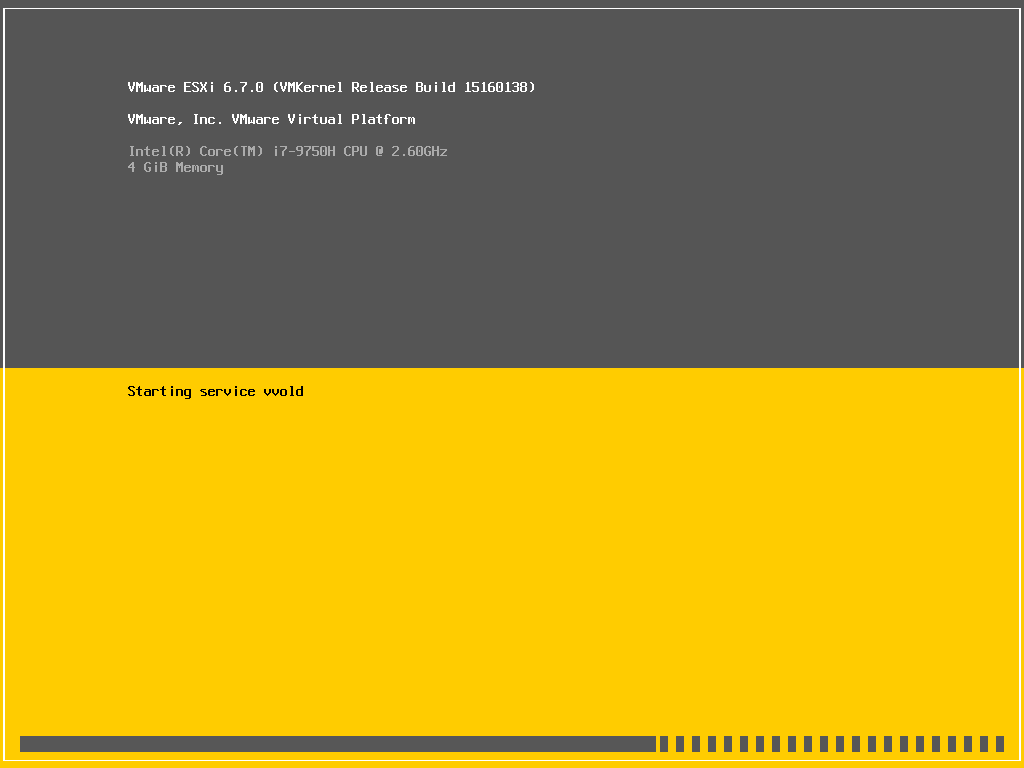 VMware ESXi 6.7.0 (VMKernel Release Build 15160138)
VMware, Inc. VMware Virtual Platform
Intel(R) Core(TM) i7-9750H CPU @ 2.60GHz
4 GiB Memory
Starting service vvold